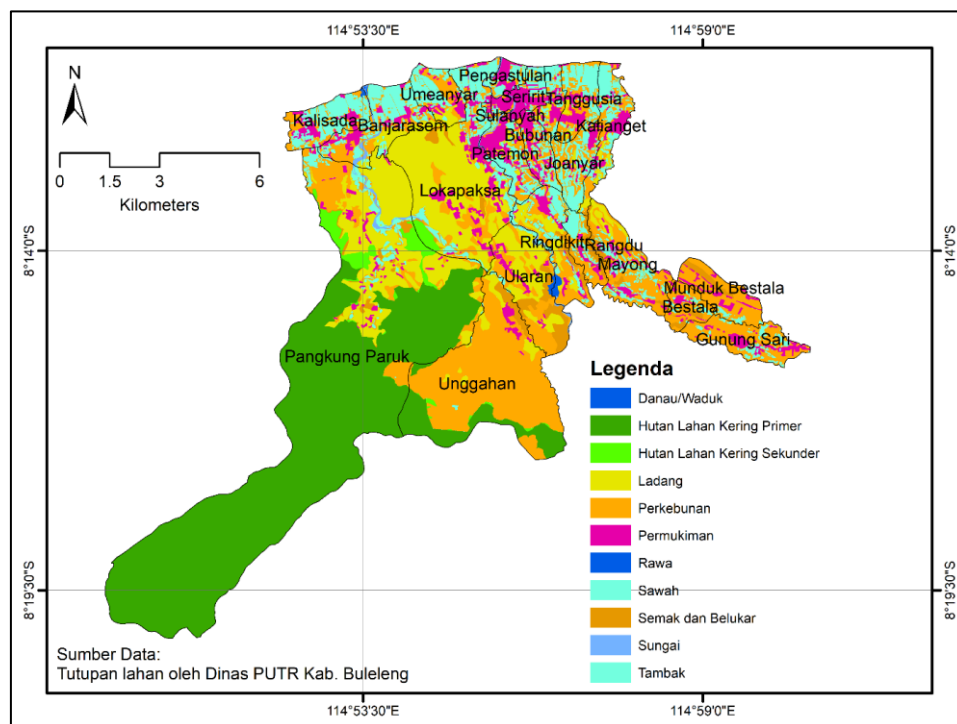 114°53'30"E 114°59'0"E
N
0 1.5 3 6
Kilometers
Pengastulan
Umeanyar
Seririt
Tanggusia
Sulanyah
Kalisada
Banjarasem
Bubunan
Kalianget
Patemon
Joanyar
Lokapaksa
8°14'0"S 8°14'0"S
Ringdikit
Rangdu
Mayong
Ularan
Munduk Bestala
Bestala
Gunung Sari
Pangkung Paruk
Unggahan
Legenda
Danau/Waduk
Hutan Lahan Kering Primer
Hutan Lahan Kering Sekunder
Ladang
Perkebunan
Permukiman
Rawa
Sawah
Semak dan Belukar
Sungai
Tambak
8°19'30"S 8°19'30"S
Sumber Data:
Tutupan lahan oleh Dinas PUTR Kab. Buleleng
114°53'30"E 114°59'0"E